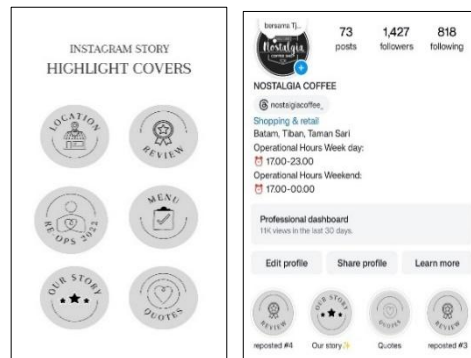 INSTAGRAM STORY
HIGHLIGHT COVERS
LOCATION
REVIEW
RE-OPS 2022
MENU
OUR STORY
QUOTES
bersama Tj...
Nostalgia
73
posts
1,427
followers
818
following
NOSTALGIA COFFEE
nostalgiacoffee_
Shopping & retail
Batam, Tiban, Taman Sari
Operational Hours Week day:
17.00-23.00
Operational Hours Weekend:
17.00-00.00
Professional dashboard
11K views in the last 30 days.
Edit profile
Share profile
Learn more
REVIEW
OUR STORY
QUOTES
REVIEW
reposted #4
Our story✨
Quotes
reposted #3